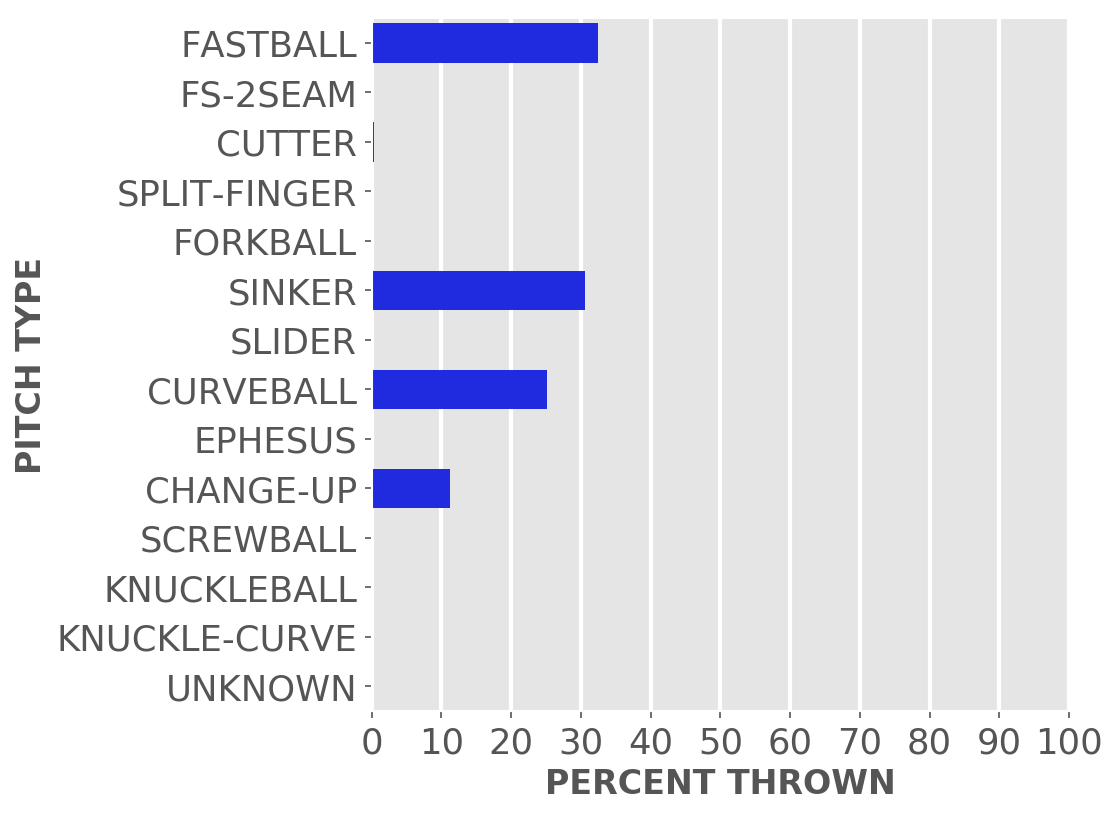 FASTBALL
FS-2SEAM
CUTTER
SPLIT-FINGER
FORKBALL
SINKER
SLIDER
CURVEBALL
EPHESUS
CHANGE-UP
SCREWBALL
KNUCKLEBALL
KNUCKLE-CURVE
UNKNOWN
PITCH TYPE
0 10 20 30 40 50 60 70 80 90 100
PERCENT THROWN